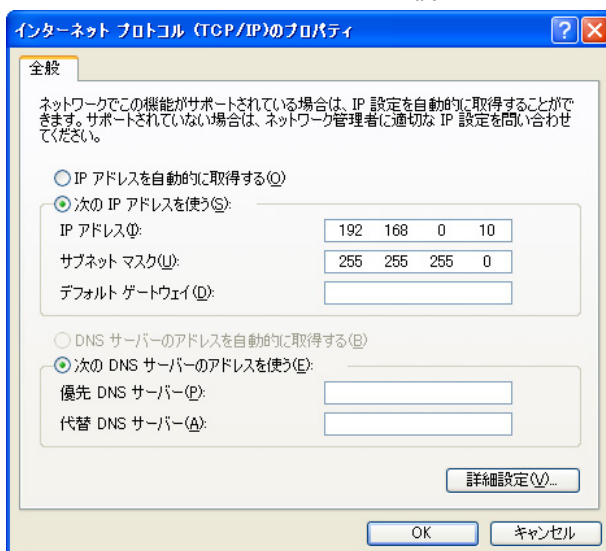 インターネット プロトコル (TCP/IP)のプロパティ
全般
ネットワークでこの機能がサポートされている場合は、IP 設定を自動的に取得することがで
きます。サポートされていない場合は、ネットワーク管理者に適切な IP 設定を問い合わせ
てください。
IP アドレスを自動的に取得する(O)
次の IP アドレスを使う(S):
IP アドレス(I): 192 168 0 10
サブネット マスク(U): 255 255 255 0
デフォルト ゲートウェイ(D):
DNS サーバーのアドレスを自動的に取得する(B)
次の DNS サーバーのアドレスを使う(E):
優先 DNS サーバー(P):
代替 DNS サーバー(A):
詳細設定(V)...
OK キャンセル